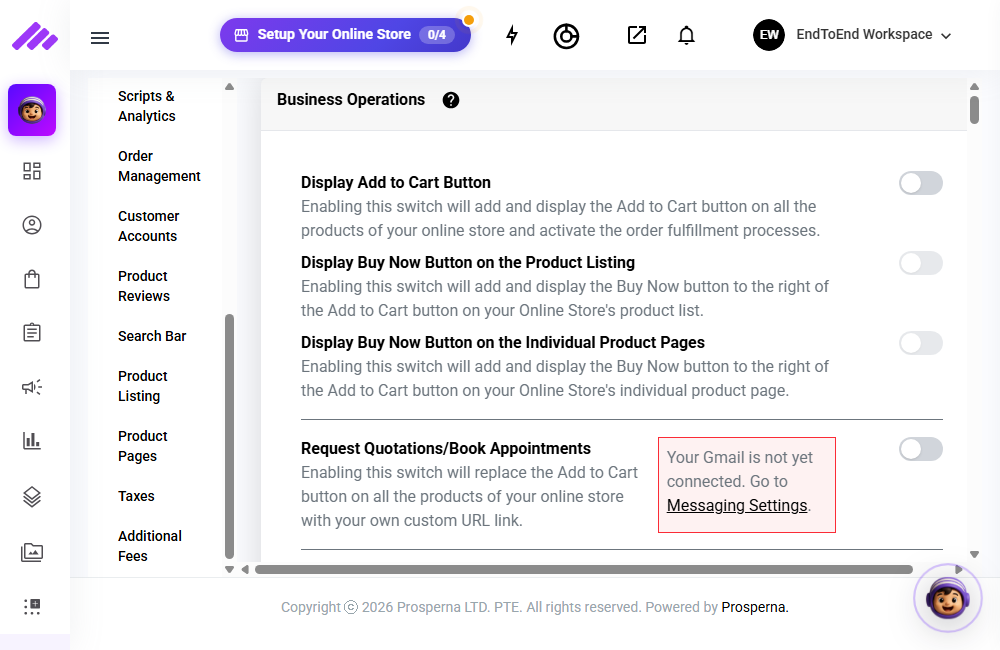 Setup Your Online Store 0/4
EW EndToEnd Workspace
Scripts &
Analytics
Order
Management
Customer
Accounts
Product
Reviews
Search Bar
Product
Listing
Product
Pages
Taxes
Additional
Fees
Business Operations ?
Display Add to Cart Button
Enabling this switch will add and display the Add to Cart button on all the
products of your online store and activate the order fulfillment processes.
Display Buy Now Button on the Product Listing
Enabling this switch will add and display the Buy Now button to the right of
the Add to Cart button on your Online Store's product list.
Display Buy Now Button on the Individual Product Pages
Enabling this switch will add and display the Buy Now button to the right of
the Add to Cart button on your Online Store's individual product page.
Request Quotations/Book Appointments
Enabling this switch will replace the Add to Cart
button on all the products of your online store
with your own custom URL link.
Your Gmail is not yet
connected. Go to
Messaging Settings.
Copyright © 2026 Prosperna LTD. PTE. All rights reserved. Powered by Prosperna.